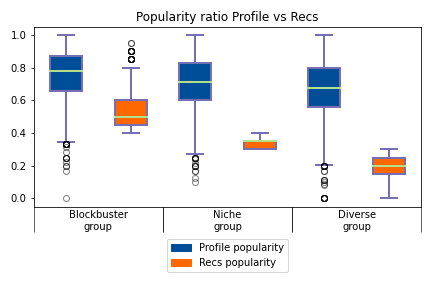 Popularity ratio Profile vs Recs
1.0
0.8
0.6
0.4
0.2
0.0
Blockbuster
group
Niche
group
Diverse
group
Profile popularity
Recs popularity